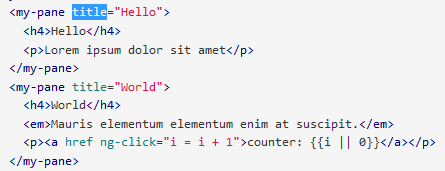 <my-pane title="Hello">
<h4>Hello</h4>
<p>Lorem ipsum dolor sit amet</p>
</my-pane>
<my-pane title="World">
<h4>World</h4>
<em>Mauris elementum elementum enim at suscipit.</em>
<p><a href ng-click="i = i + 1">counter: {{i || 0}}</a></p>
</my-pane>